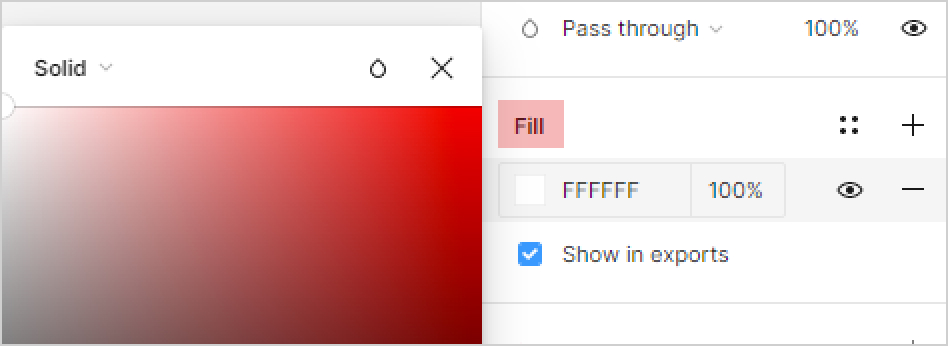 Pass through 100%
Solid
Fill
FFFFFF 100%
Show in exports